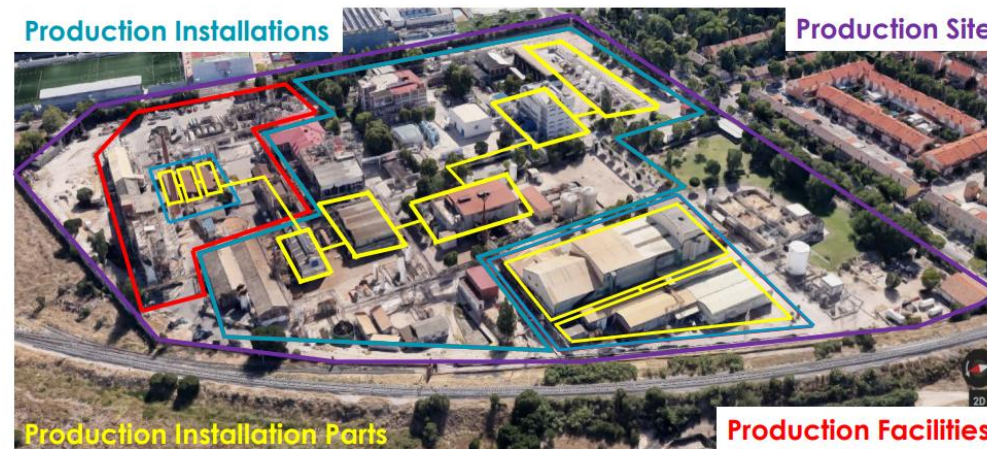 Production Installations
Production Site
Production Installation Parts
Production Facilities
2D